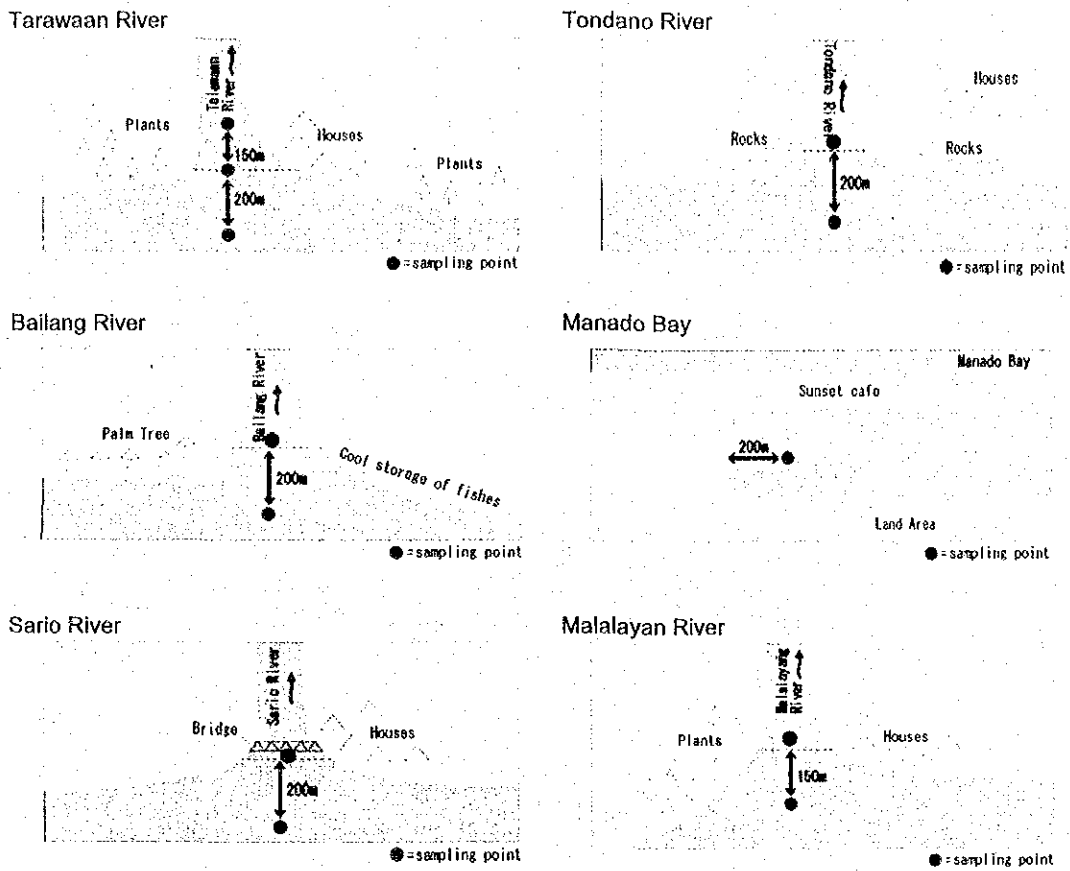 Tarawaan River
Talawaan River
Plants
Houses
150m
Plants
200m
●=sampling point
Tondano River
Tondano River
Houses
Rocks
Rocks
200m
●=sampling point
Bailang River
Bailang River
Palm Tree
200m
Cool storage of fishes
●=sampling point
Manado Bay
Manado Bay
Sunset cafe
200m
Land Area
●=sampling point
Sario River
Sario River
Bridge
Houses
200m
●=sampling point
Malalayan River
Malalayang River
Plants
Houses
150m
●=sampling point